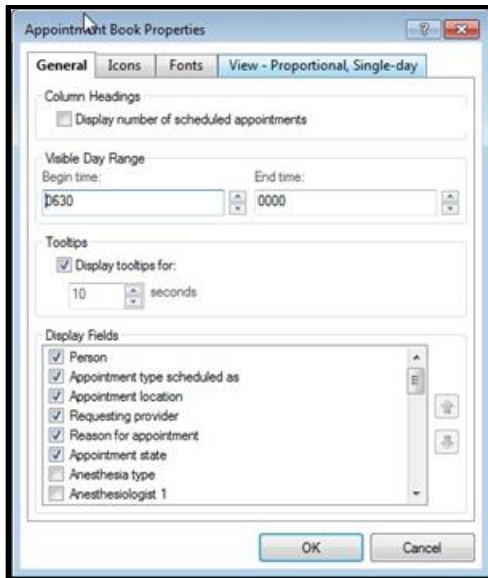 Appointment Book Properties
General Icons Fonts View - Proportional, Single-day
Column Headings
Display number of scheduled appointments
Visible Day Range
Begin time: End time:
0630 0000
Tooltips
Display tooltips for:
10 seconds
Display Fields
Person
Appointment type scheduled as
Appointment location
Requesting provider
Reason for appointment
Appointment state
Anesthesia type
Anesthesiologist 1
OK Cancel